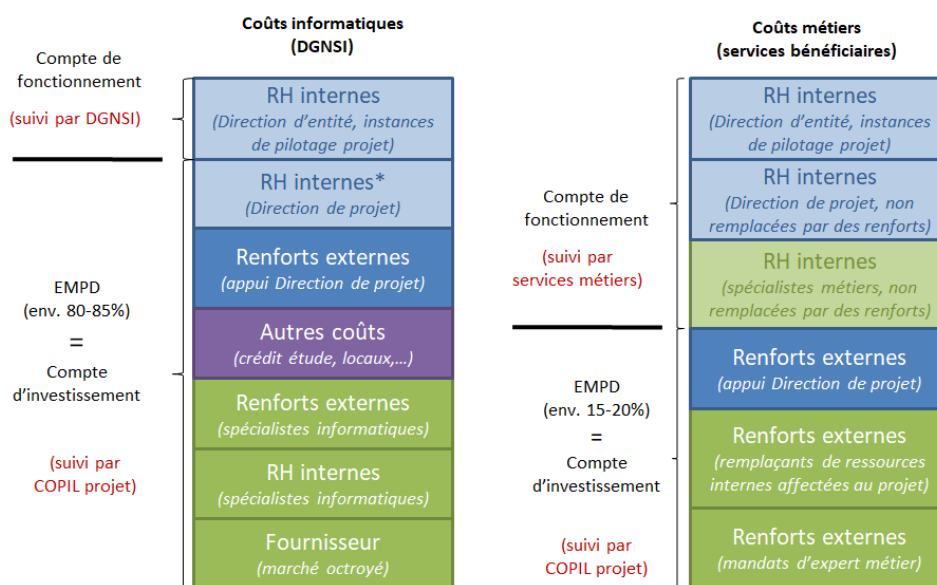 Coûts informatiques
(DGNSI)
Compte de
fonctionnement
(suivi par DGNSI)
RH internes
(Direction d'entité, instances
de pilotage projet)
RH internes*
(Direction de projet)
Renforts externes
(appui Direction de projet)
EMPD
(env. 80-85%)
=
Compte
d'investissement
(suivi par
COPIL projet)
Autres coûts
(crédit étude, locaux,...)
Renforts externes
(spécialistes informatiques)
RH internes
(spécialistes informatiques)
Fournisseur
(marché octroyé)
Coûts métiers
(services bénéficiaires)
Compte de
fonctionnement
(suivi par
services métiers)
RH internes
(Direction d'entité, instances
de pilotage projet)
RH internes
(Direction de projet, non
remplacées par des renforts)
RH internes
(spécialistes métiers, non
remplacées par des renforts)
EMPD
(env. 15-20%)
=
Compte
d'investissement
(suivi par
COPIL projet)
Renforts externes
(appui Direction de projet)
Renforts externes
(remplaçants de ressources
internes affectées au projet)
Renforts externes
(mandats d'expert métier)